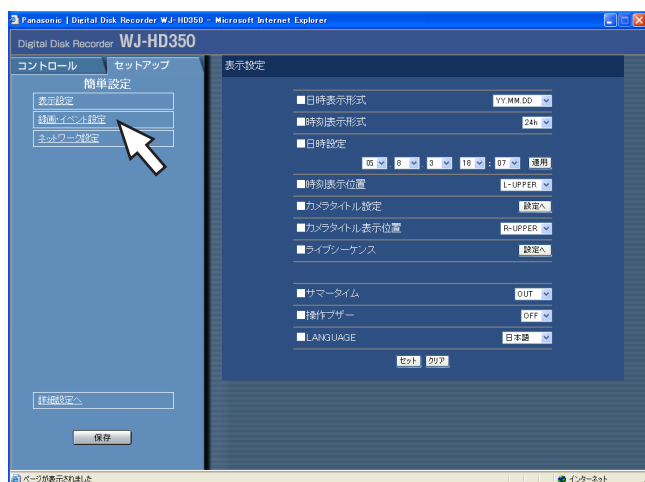 Panasonic | Digital Disk Recorder WJ-HD350 - Microsoft Internet Explorer
Digital Disk Recorder WJ-HD350
コントロール セットアップ
簡単設定
表示設定
録画・イベント設定
ネットワーク設定
詳細設定へ
保存
表示設定
■日時表示形式 YY.MM.DD
■時刻表示形式 24h
■日時設定
05 . 8 . 3 18 : 07 適用
■時刻表示位置 L-UPPER
■カメラタイトル設定 設定へ
■カメラタイトル表示位置 R-UPPER
■ライブシーケンス 設定へ
■サマータイム OUT
■操作ブザー OFF
■LANGUAGE 日本語
セット クリア
ページが表示されました インターネット